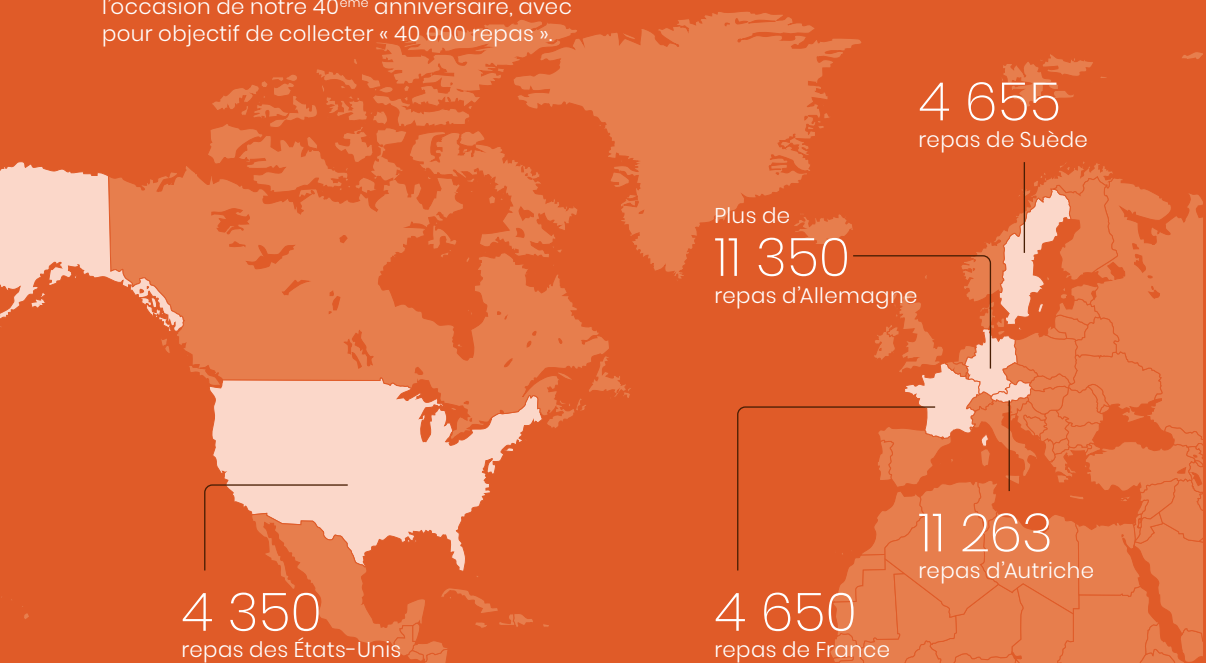 l’occasion de notre 40ème anniversaire, avec
pour objectif de collecter « 40 000 repas ».
4 655
repas de Suède
Plus de
11 350
repas d’Allemagne
11 263
repas d’Autriche
4 350
repas des États-Unis
4 650
repas de France